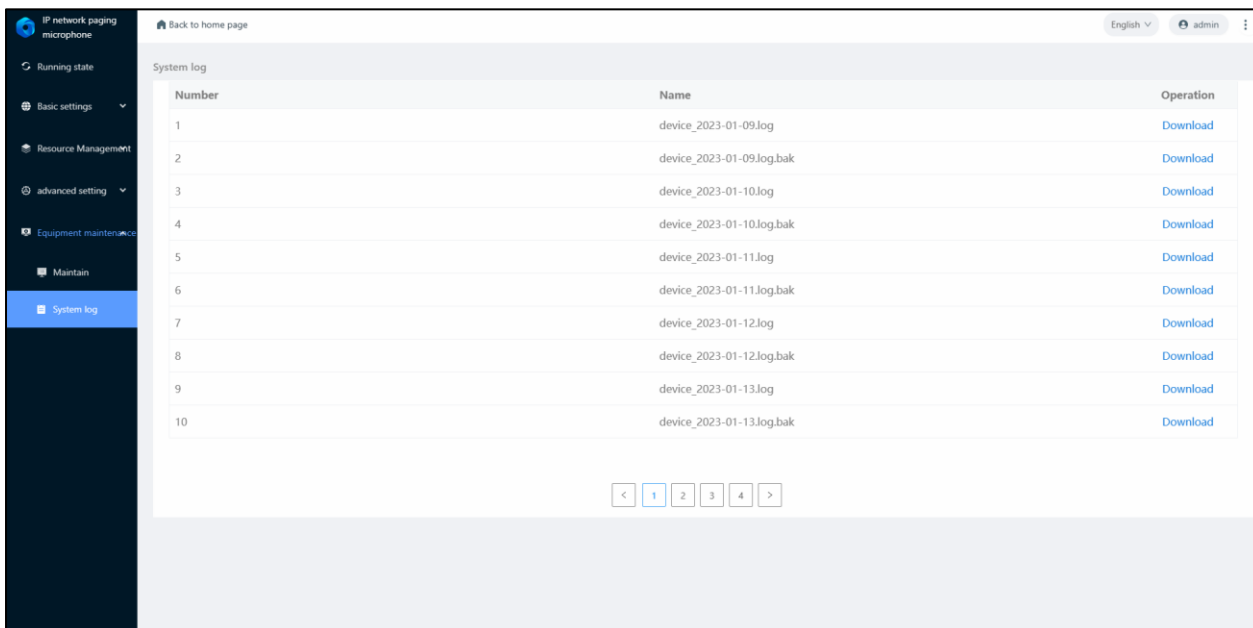 IP network paging
microphone
Back to home page
English
admin
Running state
Basic settings
Resource Management
advanced setting
Equipment maintenance
Maintain
System log
System log
Number Name Operation
1 device_2023-01-09.log Download
2 device_2023-01-09.log.bak Download
3 device_2023-01-10.log Download
4 device_2023-01-10.log.bak Download
5 device_2023-01-11.log Download
6 device_2023-01-11.log.bak Download
7 device_2023-01-12.log Download
8 device_2023-01-12.log.bak Download
9 device_2023-01-13.log Download
10 device_2023-01-13.log.bak Download
< 1 2 3 4 >